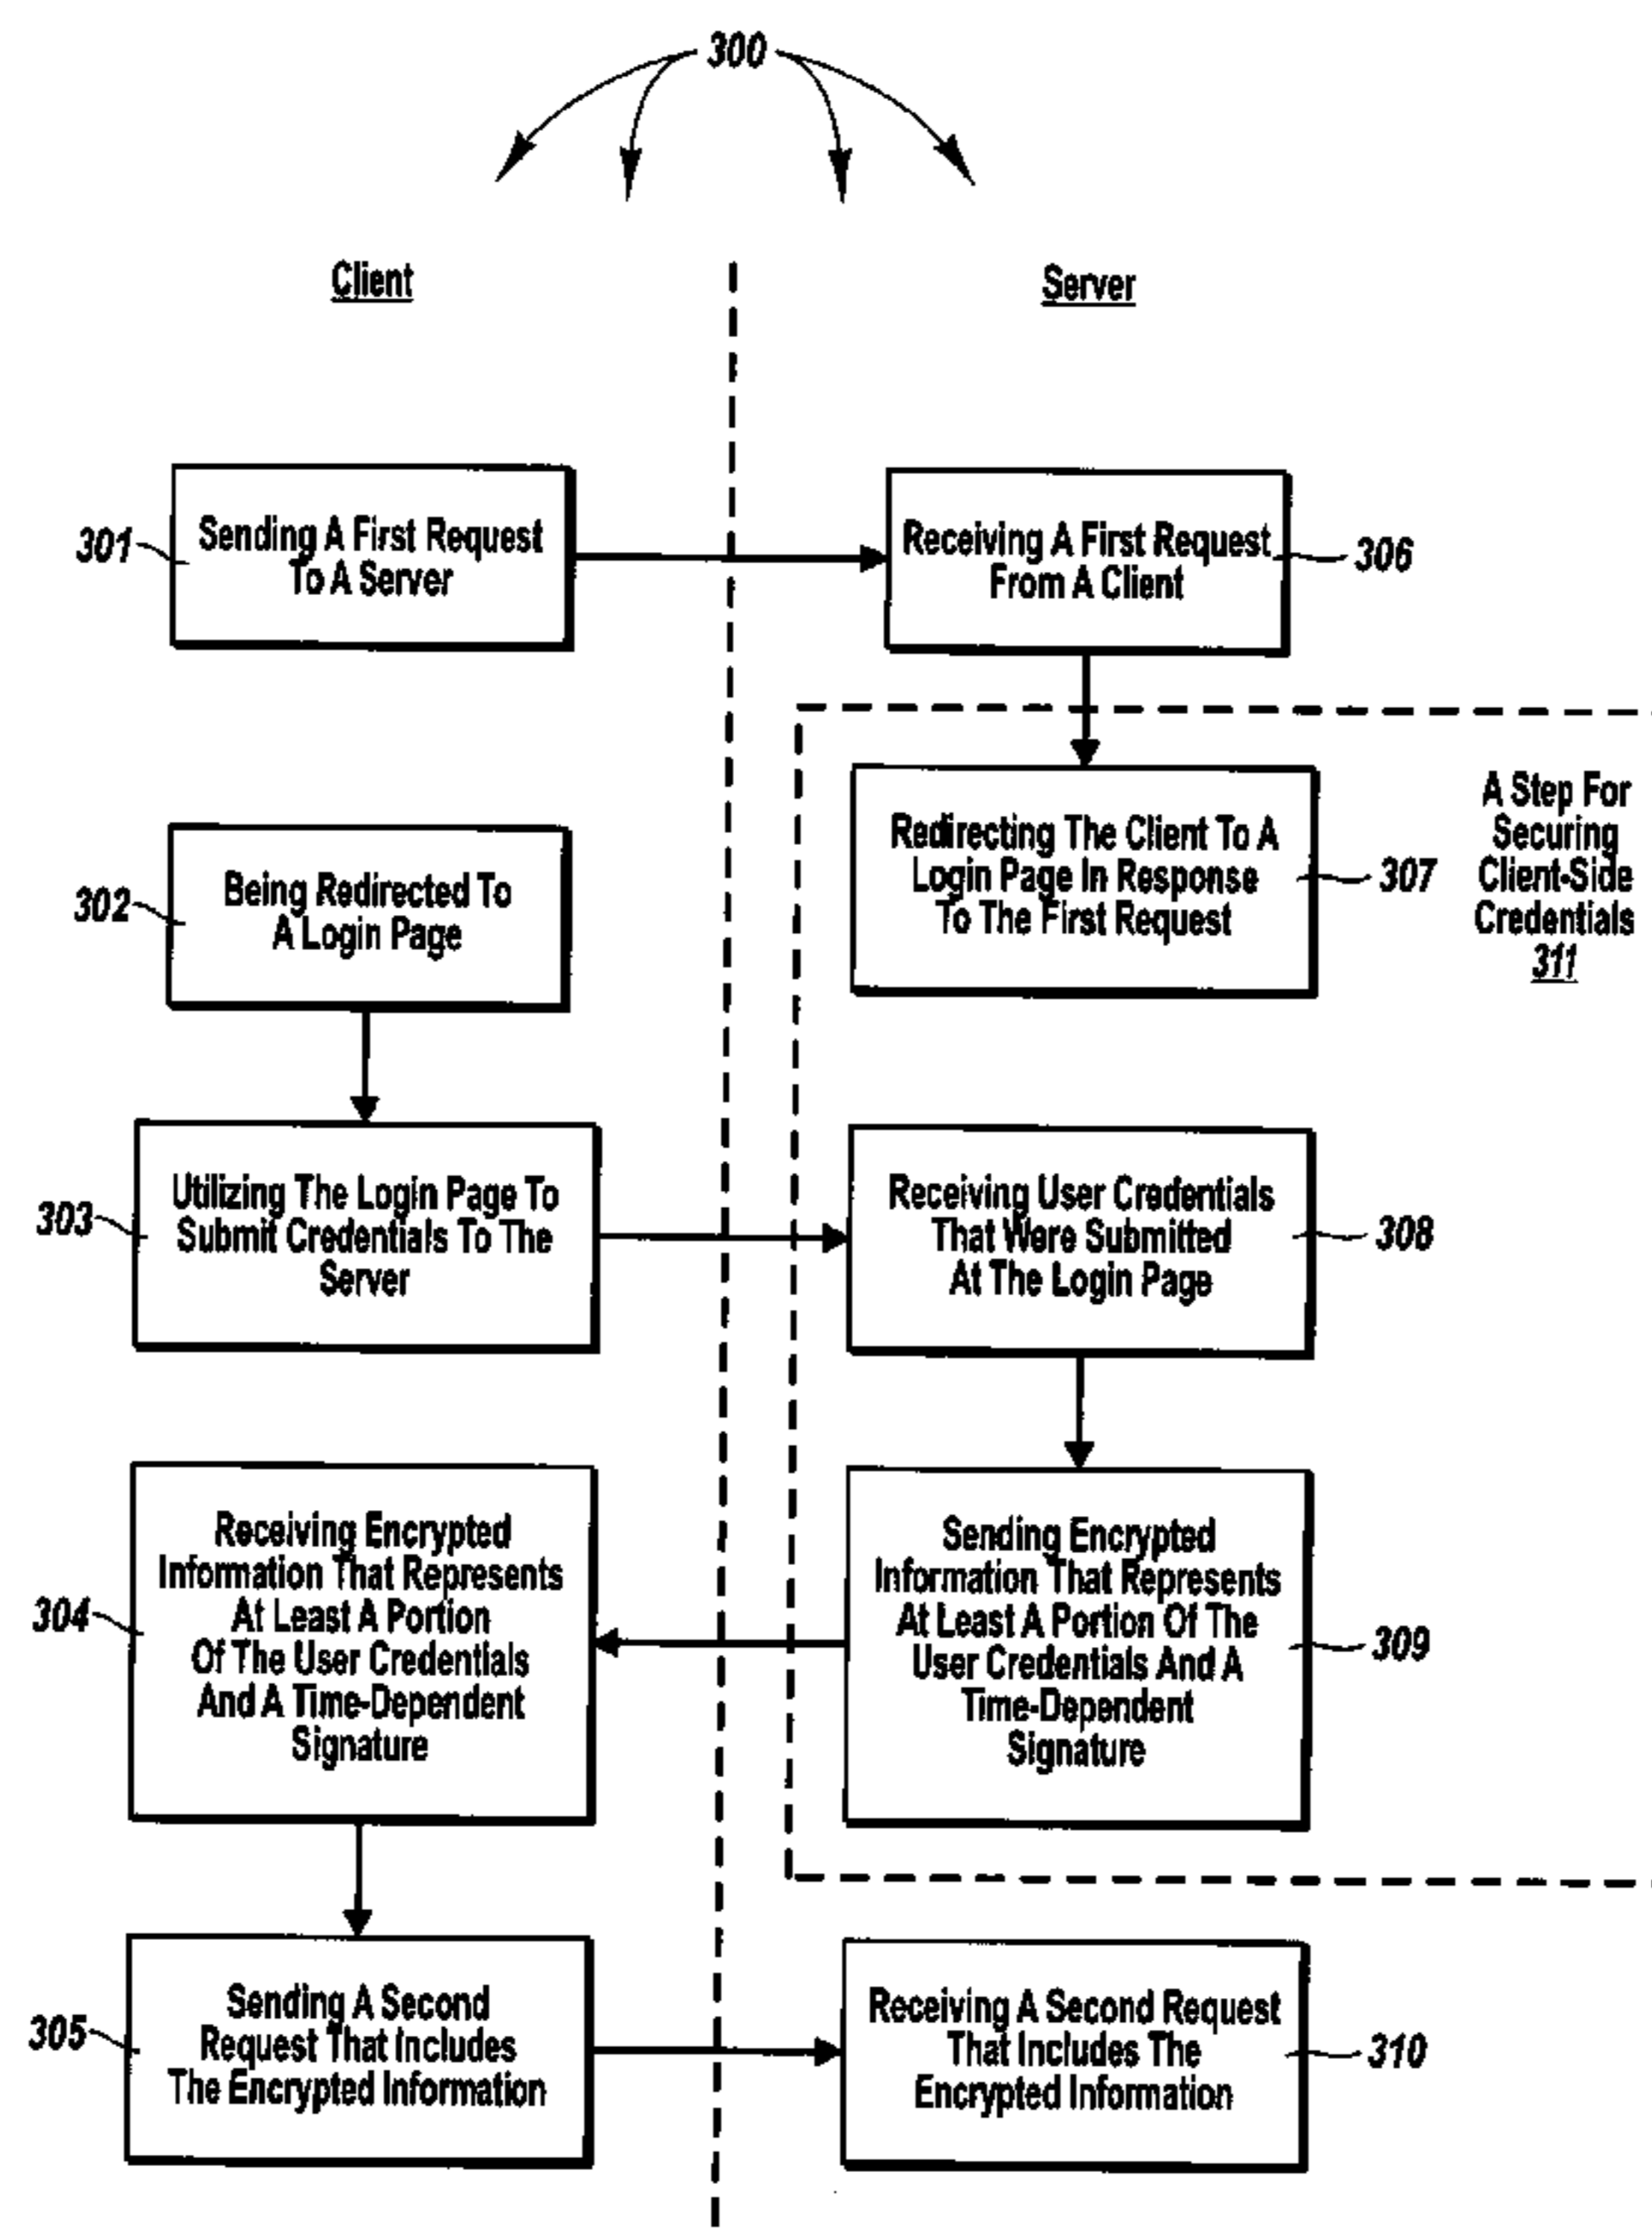 300
Client
Server
301
Sending A First Request
To A Server
Receiving A First Request
From A Client
306
302
Being Redirected To
A Login Page
Redirecting The Client To A
Login Page In Response
To The First Request
307
A Step For
Securing
Client-Side
Credentials
311
303
Utilizing The Login Page To
Submit Credentials To The
Server
Receiving User Credentials
That Were Submitted
At The Login Page
308
304
Receiving Encrypted
Information That Represents
At Least A Portion
Of The User Credentials
And A Time-Dependent
Signature
Sending Encrypted
Information That Represents
At Least A Portion Of The
User Credentials And A
Time-Dependent
Signature
309
305
Sending A Second
Request That Includes
The Encrypted Information
Receiving A Second Request
That Includes The
Encrypted Information
310